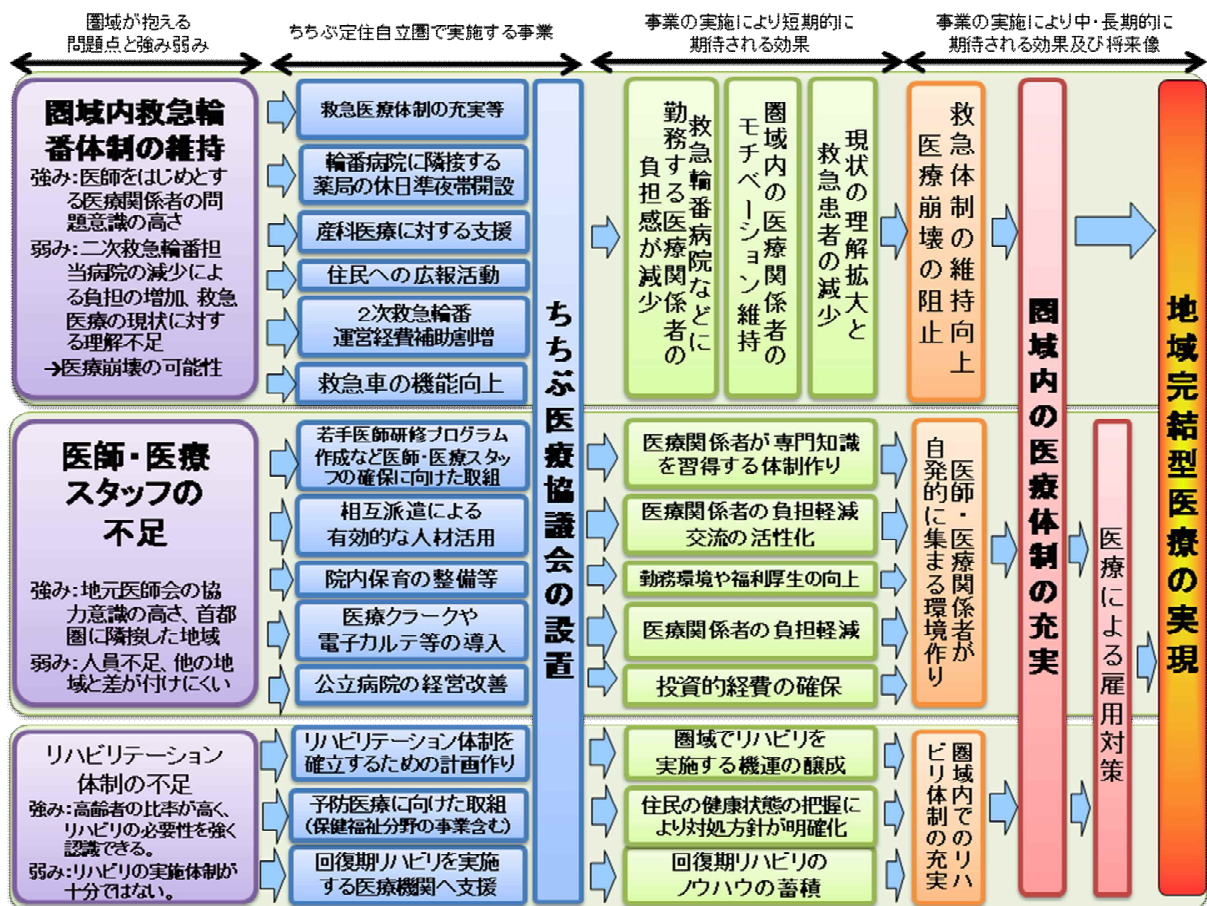 圏域が抱える
問題点と強み弱み
ちちぶ定住自立圏で実施する事業
事業の実施により短期的に
期待される効果
事業の実施により中・長期的に
期待される効果及び将来像
圏域内救急輪
番体制の維持
強み:医師をはじめとす
る医療関係者の問
題意識の高さ
弱み:二次救急輪番担
当病院の減少によ
る負担の増加、救急
医療の現状に対す
る理解不足
→医療崩壊の可能性
救急医療体制の充実等
輪番病院に隣接する
薬局の休日準夜帯開設
産科医療に対する支援
住民への広報活動
2次救急輪番
運営経費補助割増
救急車の機能向上
ちちぶ医療協議会の設置
救急輪番病院などに
勤務する医療関係者の
負担感が減少
圏域内の医療関係者の
モチベーション維持
現状の理解拡大と
救急患者の減少
救急体制の維持向上
医療崩壊の阻止
圏域内の医療体制の充実
地域完結型医療の実現
医師・医療
スタッフの
不足
強み:地元医師会の協
力意識の高さ、首都
圏に隣接した地域
弱み:人員不足、他の地
域と差が付けにくい
若手医師研修プログラム
作成など医師・医療スタッ
フの確保に向けた取組
相互派遣による
有効的な人材活用
院内保育の整備等
医療クラークや
電子カルテ等の導入
公立病院の経営改善
医療関係者が専門知識
を習得する体制作り
医療関係者の負担軽減
交流の活性化
勤務環境や福利厚生の向上
医療関係者の負担軽減
投資的経費の確保
医師・医療関係者が
自発的に集まる環境作り
医療による雇用対策
リハビリテーション
体制の不足
強み:高齢者の比率が高く、
リハビリの必要性を強く
認識できる。
弱み:リハビリの実施体制が
十分ではない。
リハビリテーション体制を
確立するための計画作り
予防医療に向けた取組
(保健福祉分野の事業含む)
回復期リハビリを実施
する医療機関へ支援
圏域でリハビリを
実施する機運の醸成
住民の健康状態の把握に
より対処方針が明確化
回復期リハビリの
ノウハウの蓄積
圏域内でのリハ
ビリ体制の充実